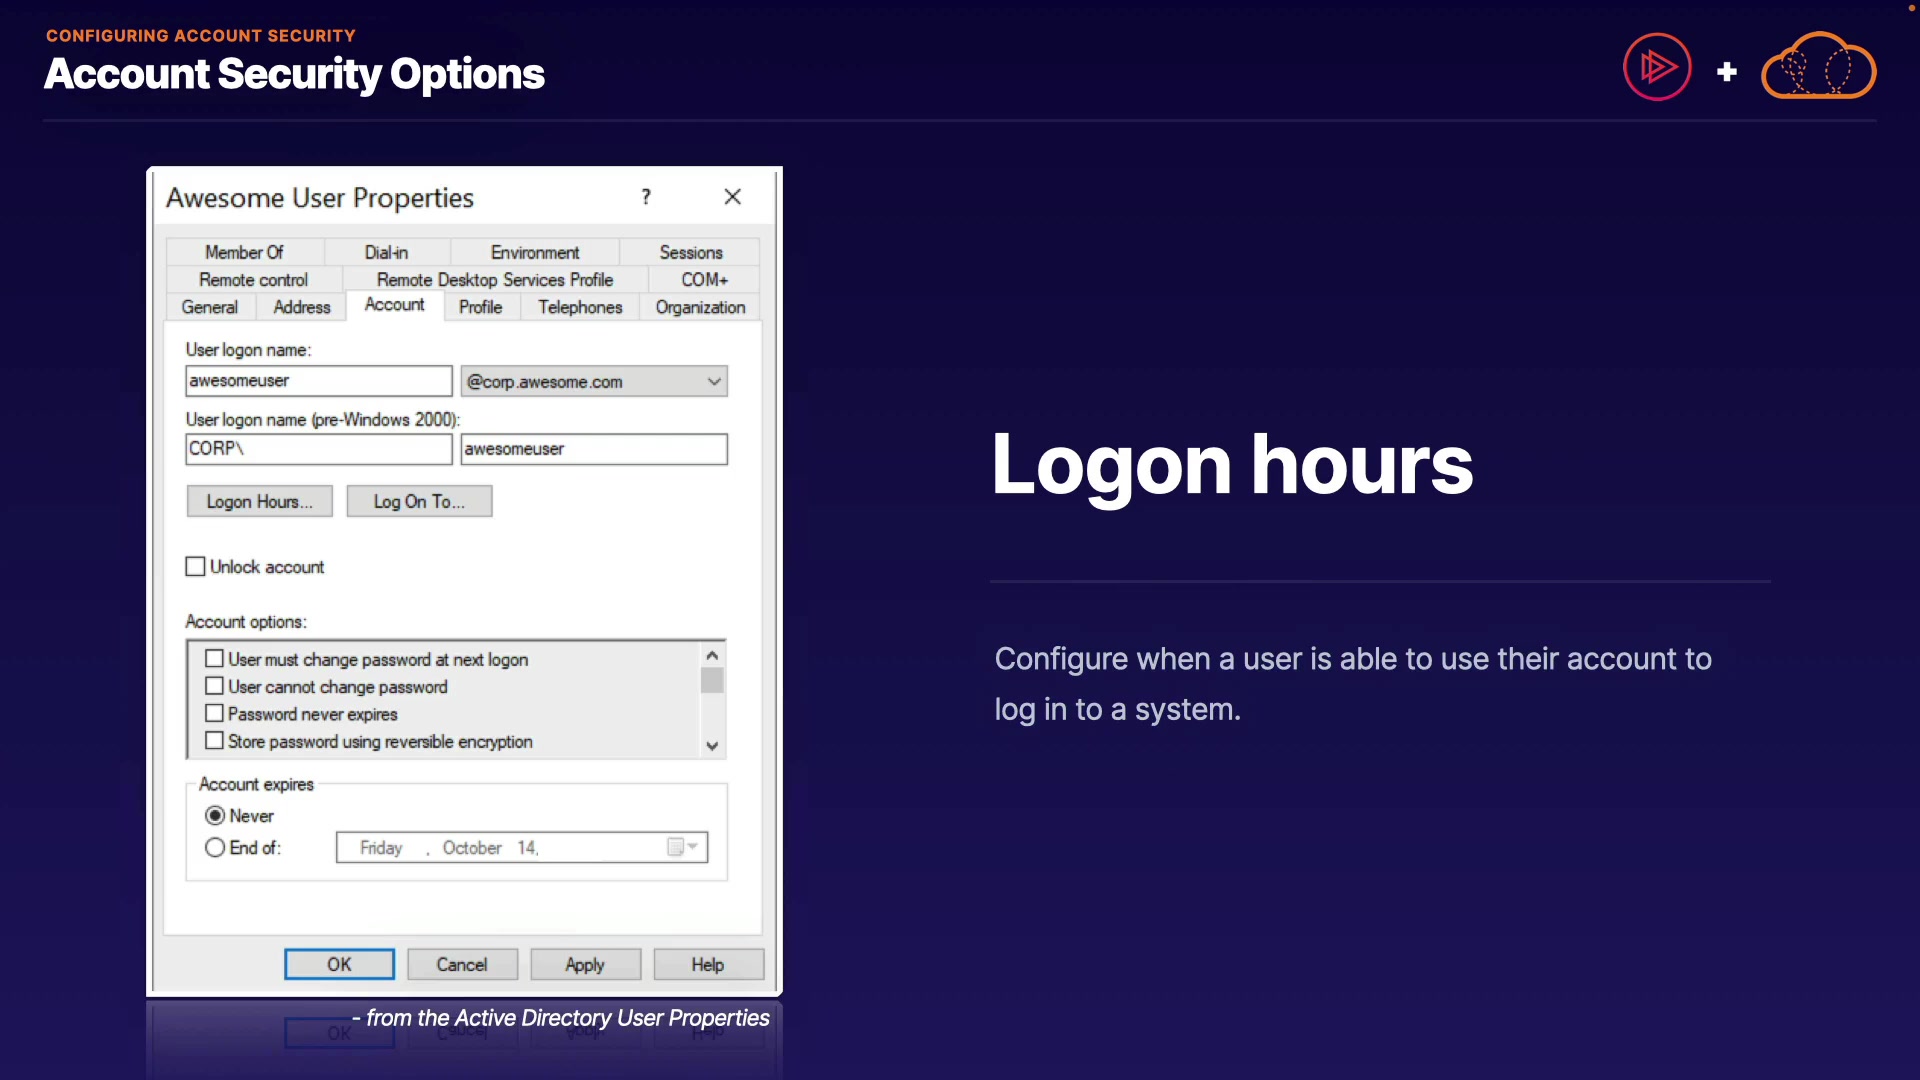 CONFIGURING ACCOUNT SECURITY
Account Security Options
+
Awesome User Properties
?
Member Of Dial-in Environment Sessions
Remote control Remote Desktop Services Profile COM+
General Address Account Profile Telephones Organization
User logon name:
awesomeuser @corp.awesome.com
User logon name (pre-Windows 2000):
CORP\ awesomeuser
Logon Hours... Log On To...
Unlock account
Account options:
User must change password at next logon
User cannot change password
Password never expires
Store password using reversible encryption
Account expires
Never
End of: Friday , October 14,
OK Cancel Apply Help
- from the Active Directory User Properties
Logon hours
Configure when a user is able to use their account to
log in to a system.